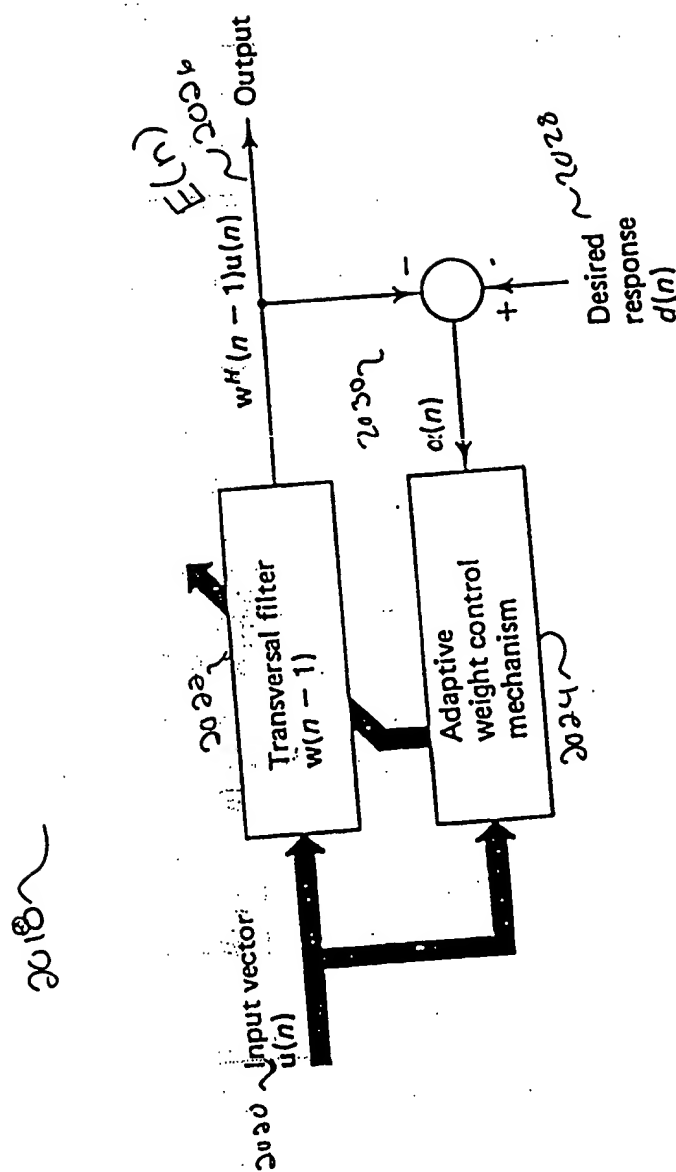 2018
2020
Input vector
u(n)
2022
Transversal filter
w(n − 1)
wᴴ(n − 1)u(n)
E(n)
2026
Output
Adaptive
weight control
mechanism
2024
2030
α(n)
−
+
Desired
response
d(n)
2028